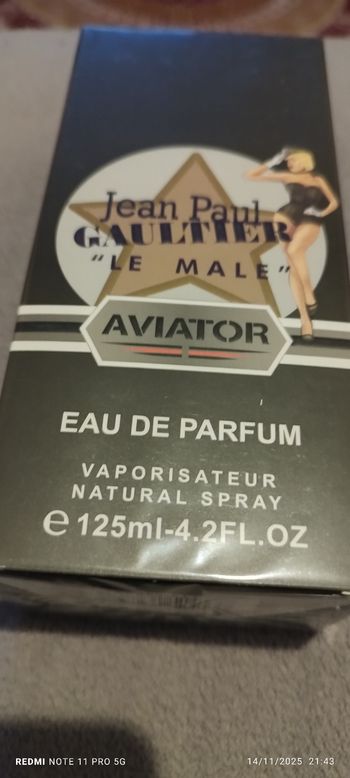 Jean Paul
GAULTIER
"LE MALE"
AVIATOR
EAU DE PARFUM
VAPORISATEUR
NATURAL SPRAY
e 125ml-4.2FL.OZ
REDMI NOTE 11 PRO 5G
14/11/2025 21:43